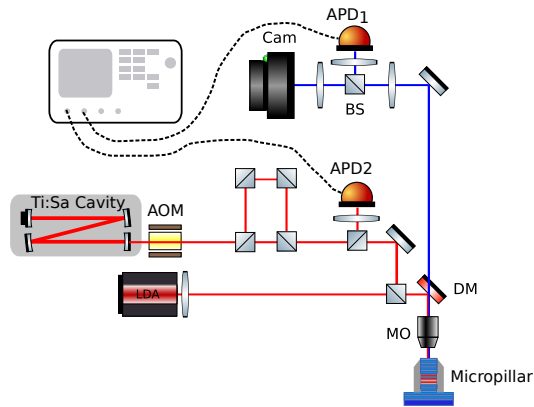 APD1
Cam
BS
APD2
Ti:Sa Cavity
AOM
LDA
DM
MO
Micropillar